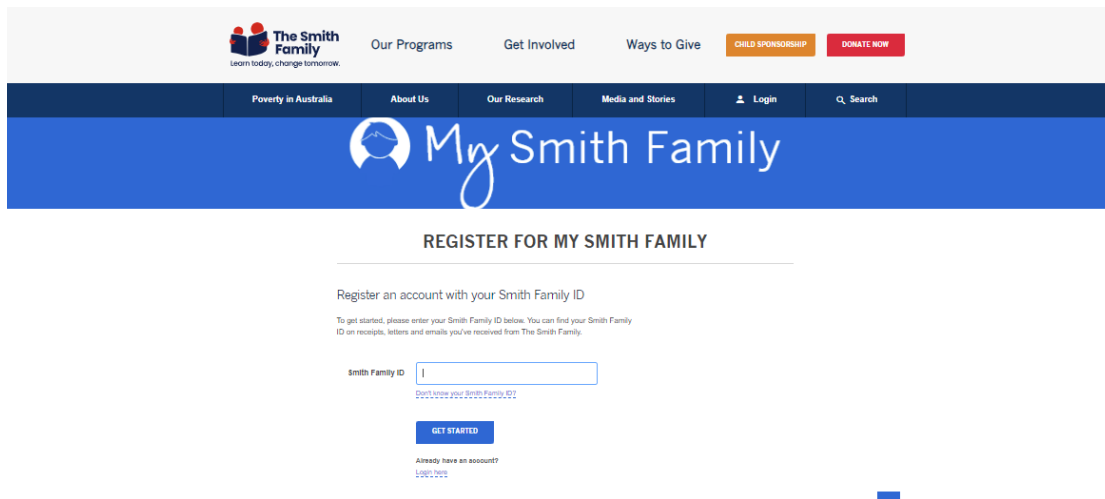 The Smith
Family
Learn today, change tomorrow.
Our Programs
Get Involved
Ways to Give
CHILD SPONSORSHIP
DONATE NOW
Poverty in Australia
About Us
Our Research
Media and Stories
Login
Search
My Smith Family
REGISTER FOR MY SMITH FAMILY
Register an account with your Smith Family ID
To get started, please enter your Smith Family ID below. You can find your Smith Family
ID on receipts, letters and emails you've received from The Smith Family.
Smith Family ID
Don't know your Smith Family ID?
GET STARTED
Already have an account?
Login here